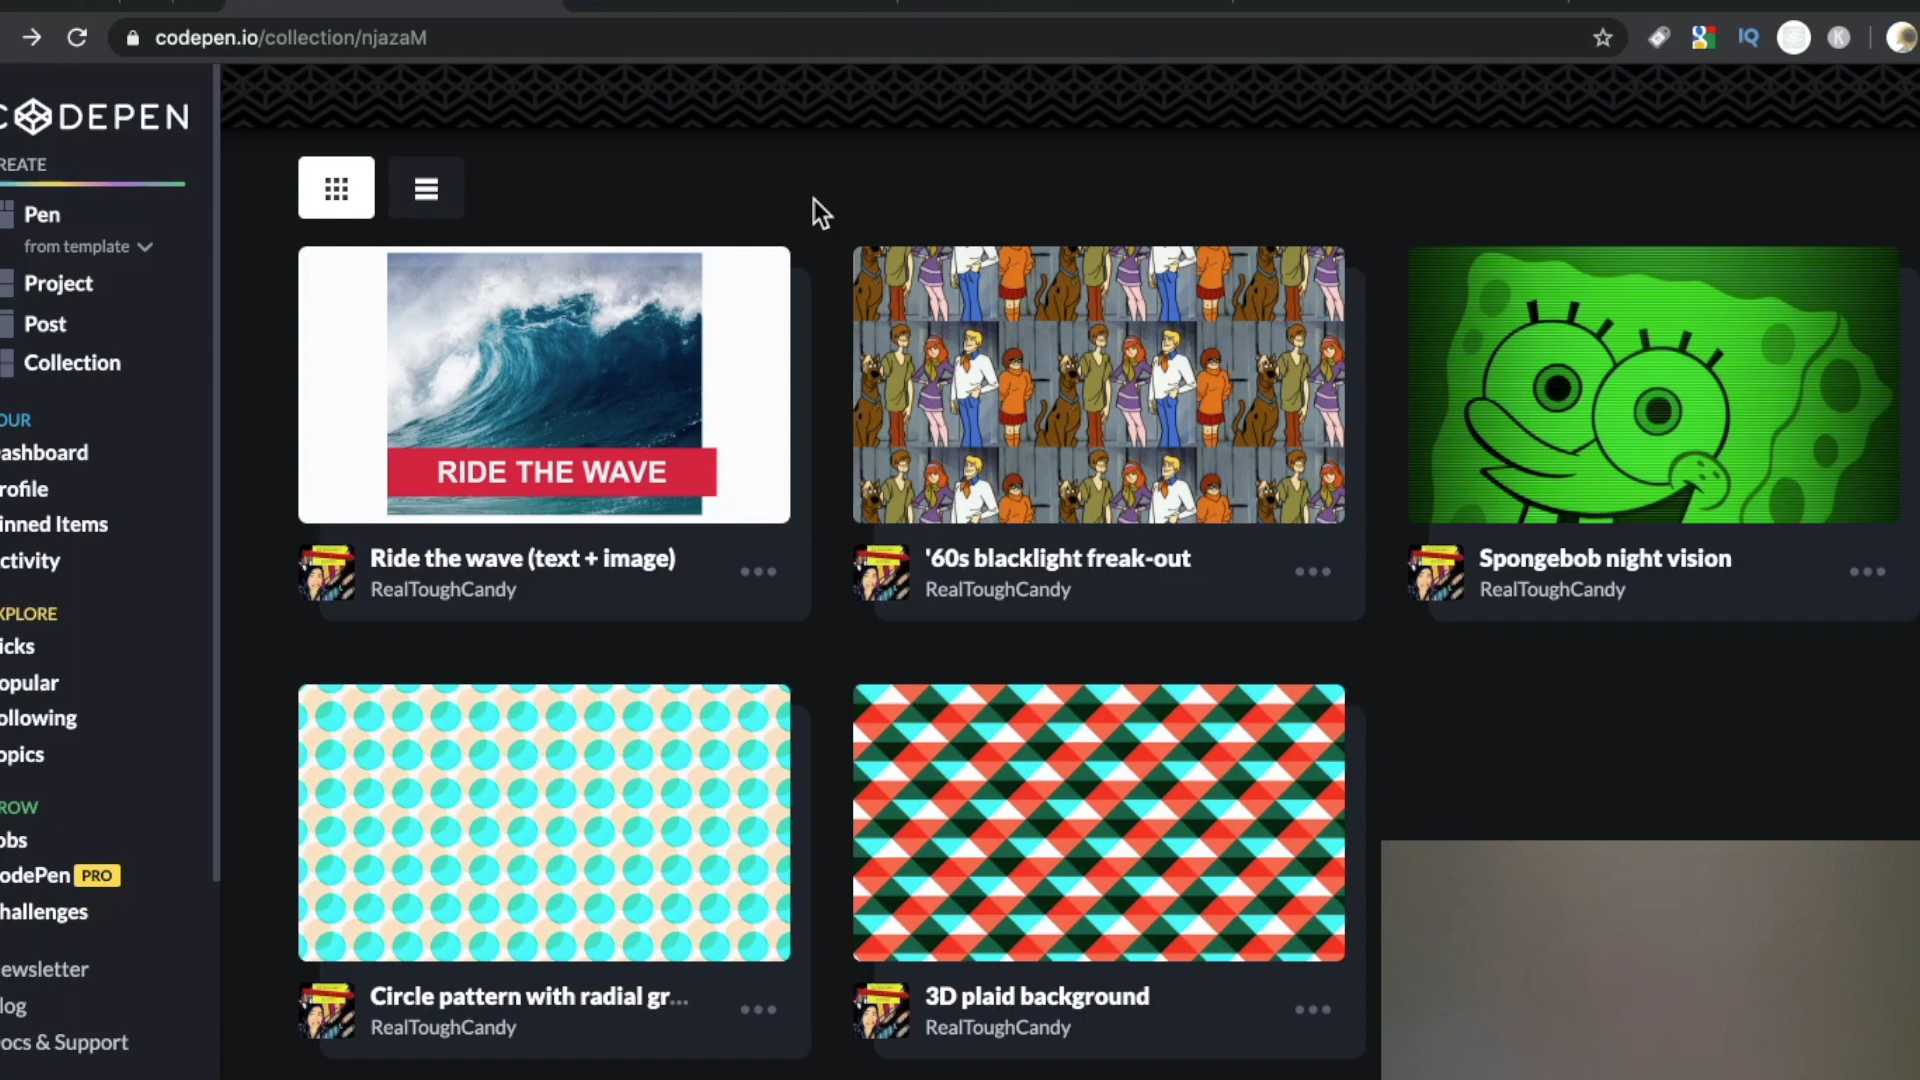 codepen.io/collection/njazaM
IQ
K
CODEPEN
REATE
Pen
from template
Project
Post
Collection
OUR
ashboard
rofile
inned Items
ctivity
XPLORE
icks
opular
ollowing
opics
ROW
obs
odePen PRO
hallenges
ewsletter
log
ocs & Support
RIDE THE WAVE
Ride the wave (text + image)
RealToughCandy
'60s blacklight freak-out
RealToughCandy
Spongebob night vision
RealToughCandy
Circle pattern with radial gr...
RealToughCandy
3D plaid background
RealToughCandy